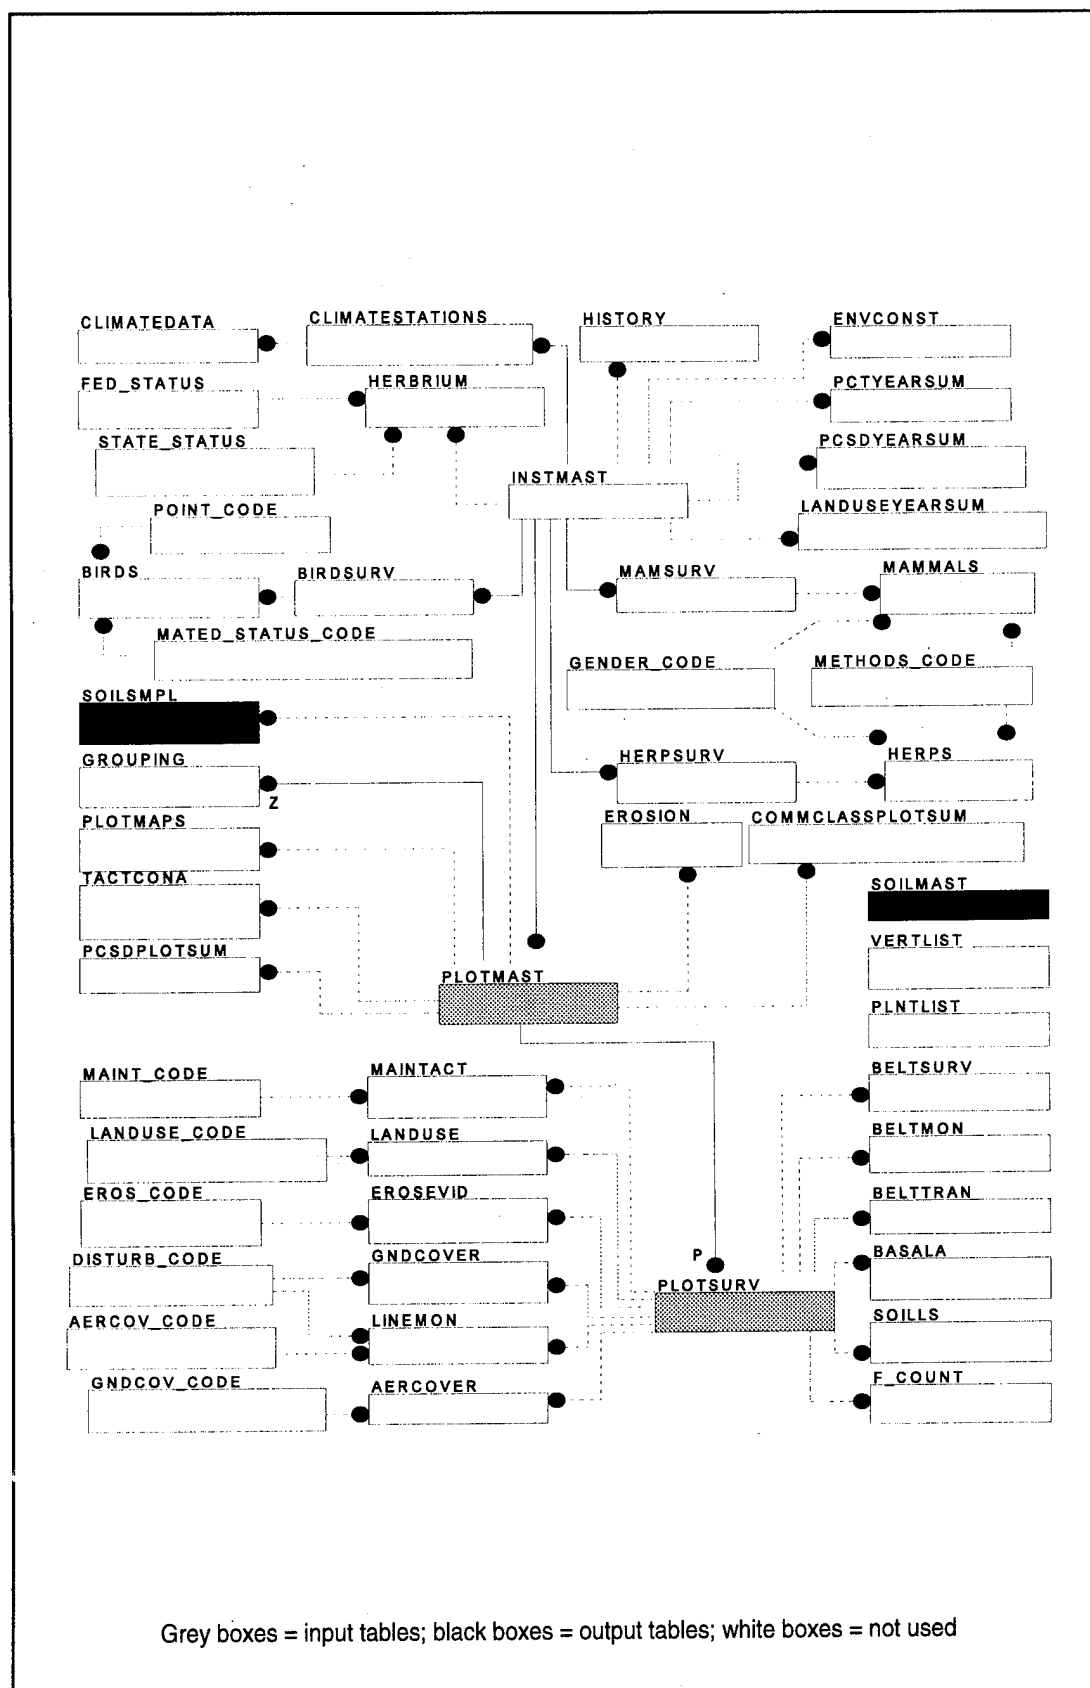 CLIMATEDATA
CLIMATESTATIONS
HISTORY
ENVCONST
FED_STATUS
HERBRIUM
PCTYEARSUM
STATE_STATUS
PCSDYEARSUM
INSTMAST
POINT_CODE
LANDUSEYEARSUM
BIRDS
BIRDSURV
MAMSURV
MAMMALS
MATED_STATUS_CODE
GENDER_CODE
METHODS_CODE
SOILSMPL
GROUPING
Z
HERPSURV
HERPS
PLOTMAPS
EROSION
COMMCLASSPLOTSUM
TACTCONA
SOILMAST
PCSDPLOTSUM
VERTLIST
PLOTMAST
PLNTLIST
MAINT_CODE
MAINTACT
BELTSURV
LANDUSE_CODE
LANDUSE
BELTMON
EROS_CODE
EROSEVID
BELTTRAN
DISTURB_CODE
GNDCOVER
P
BASALA
PLOTSURV
AERCOV_CODE
LINEMON
SOILLS
GNDCOV_CODE
AERCOVER
F_COUNT
Grey boxes = input tables; black boxes = output tables; white boxes = not used